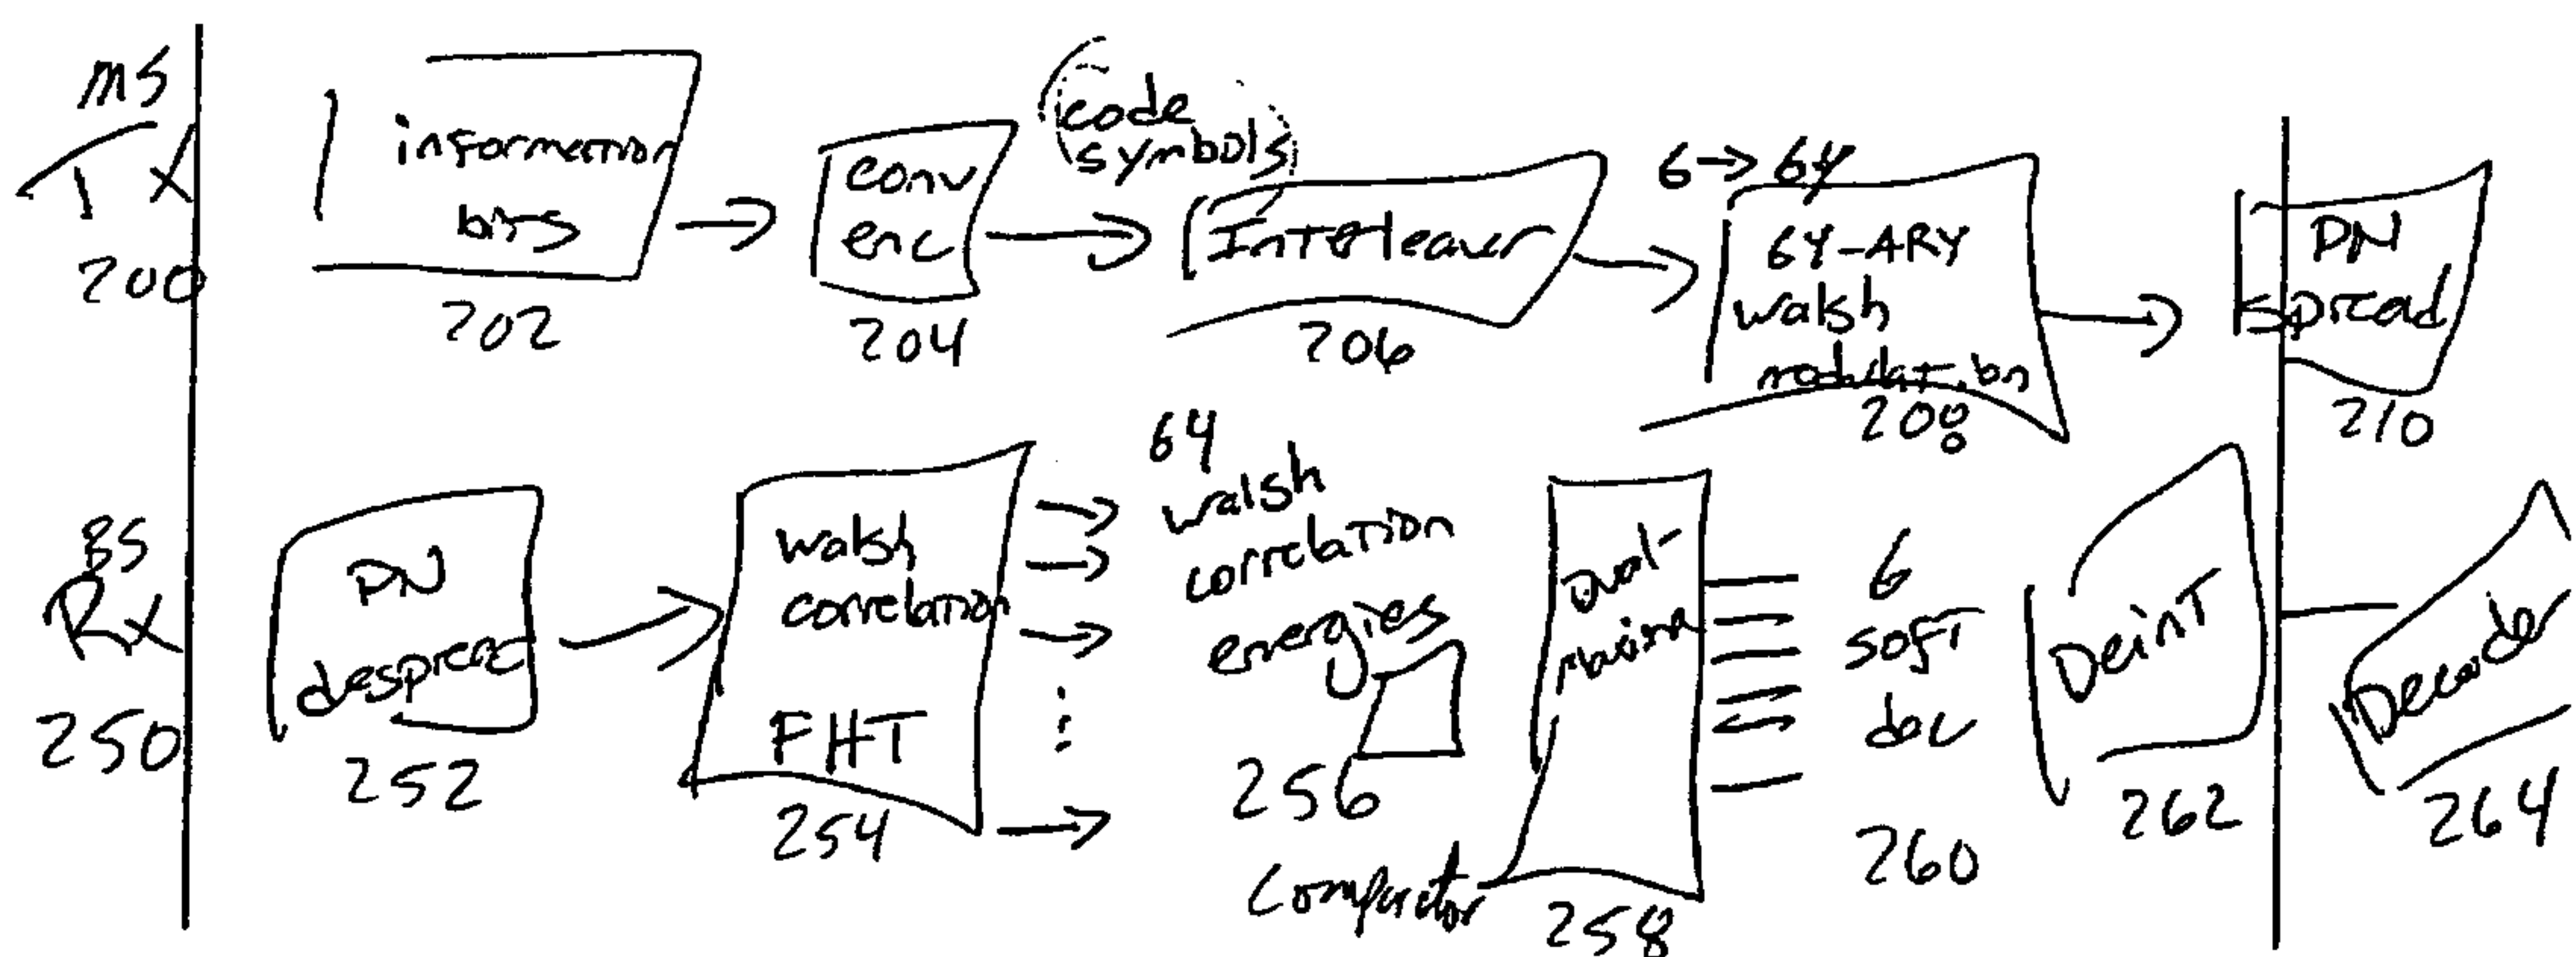 MS
TX
200
information
bits
202
conv
enc
204
code
symbols
Interleaver
206
6→64
64-ARY
walsh
modulation
208
PN
spread
210
BS
Rx
250
PN
despread
252
walsh
correlation
FHT
254
64
walsh
correlation
energies
256
Comparator
Dual-
maxima
258
6
SOFT
dec
260
DeinT
262
Decoder
264